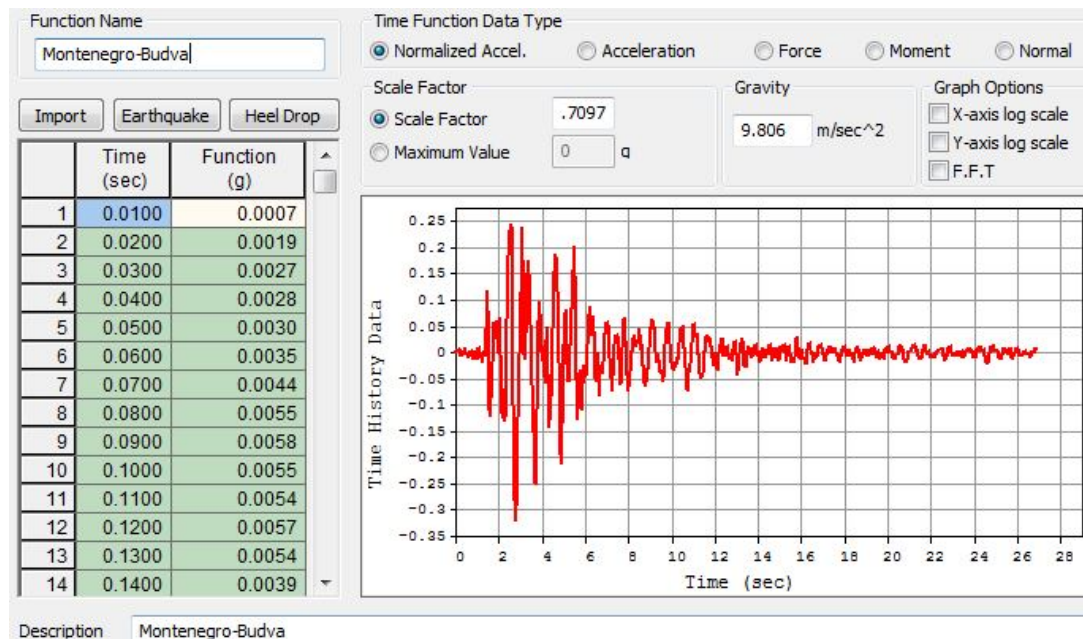 Function Name
Montenegro-Budva
Import Earthquake Heel Drop
Time (sec) Function (g)
1 0.0100 0.0007
2 0.0200 0.0019
3 0.0300 0.0027
4 0.0400 0.0028
5 0.0500 0.0030
6 0.0600 0.0035
7 0.0700 0.0044
8 0.0800 0.0055
9 0.0900 0.0058
10 0.1000 0.0055
11 0.1100 0.0054
12 0.1200 0.0057
13 0.1300 0.0054
14 0.1400 0.0039
Time Function Data Type
Normalized Accel. Acceleration Force Moment Normal
Scale Factor
Scale Factor .7097
Maximum Value 0 g
Gravity
9.806 m/sec^2
Graph Options
X-axis log scale
Y-axis log scale
F.F.T
Time History Data
0.25
0.2
0.15
0.1
0.05
0
-0.05
-0.1
-0.15
-0.2
-0.25
-0.3
-0.35
0 2 4 6 8 10 12 14 16 18 20 22 24 26 28
Time (sec)
Description Montenegro-Budva